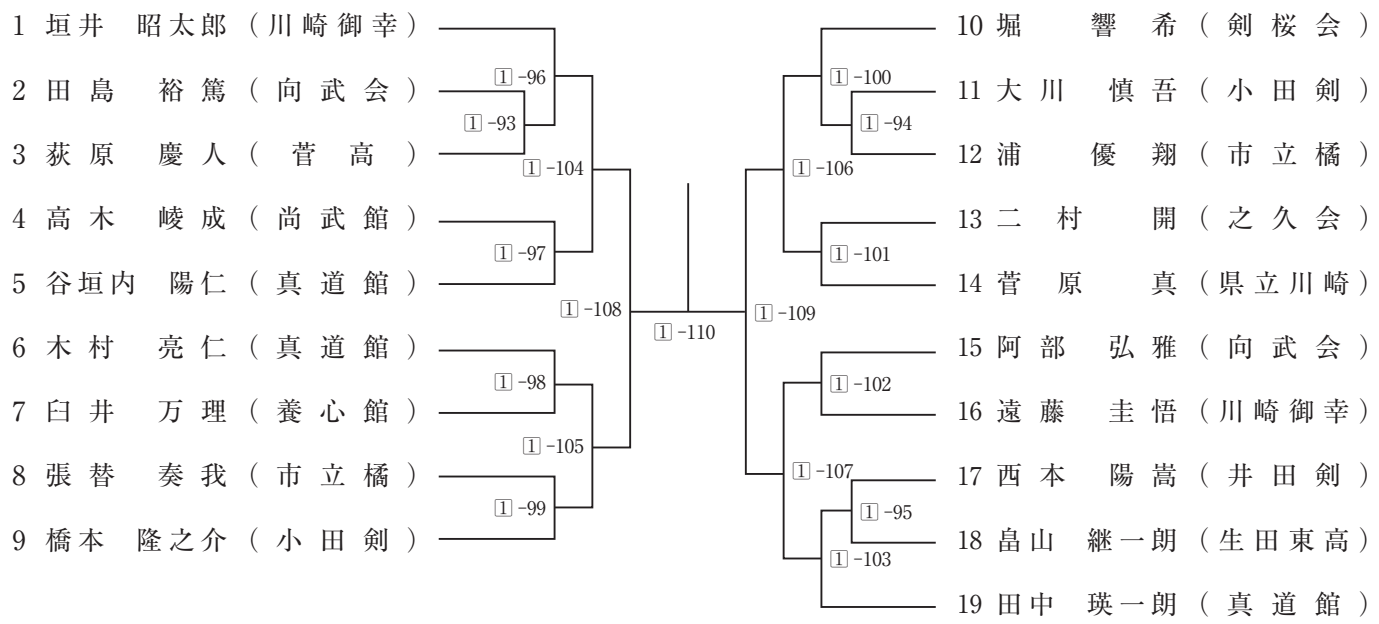 1 垣井 昭太郎 (川崎御幸)
2 田島 裕篤 (向武会)
3 荻原 慶人 (菅高)
4 高木 崚成 (尚武館)
5 谷垣内 陽仁 (真道館)
6 木村 亮仁 (真道館)
7 臼井 万理 (養心館)
8 張替 奏我 (市立橘)
9 橋本 隆之介 (小田剣)
1 -96
1 -93
1 -104
1 -97
1 -108
1 -98
1 -105
1 -99
1 -110
1 -100
1 -94
1 -106
1 -101
1 -109
1 -102
1 -107
1 -95
1 -103
10 堀 響希 (剣桜会)
11 大川 慎吾 (小田剣)
12 浦 優翔 (市立橘)
13 二村 開 (之久会)
14 菅原 真 (県立川崎)
15 阿部 弘雅 (向武会)
16 遠藤 圭悟 (川崎御幸)
17 西本 陽嵩 (井田剣)
18 畠山 継一朗 (生田東高)
19 田中 瑛一朗 (真道館)